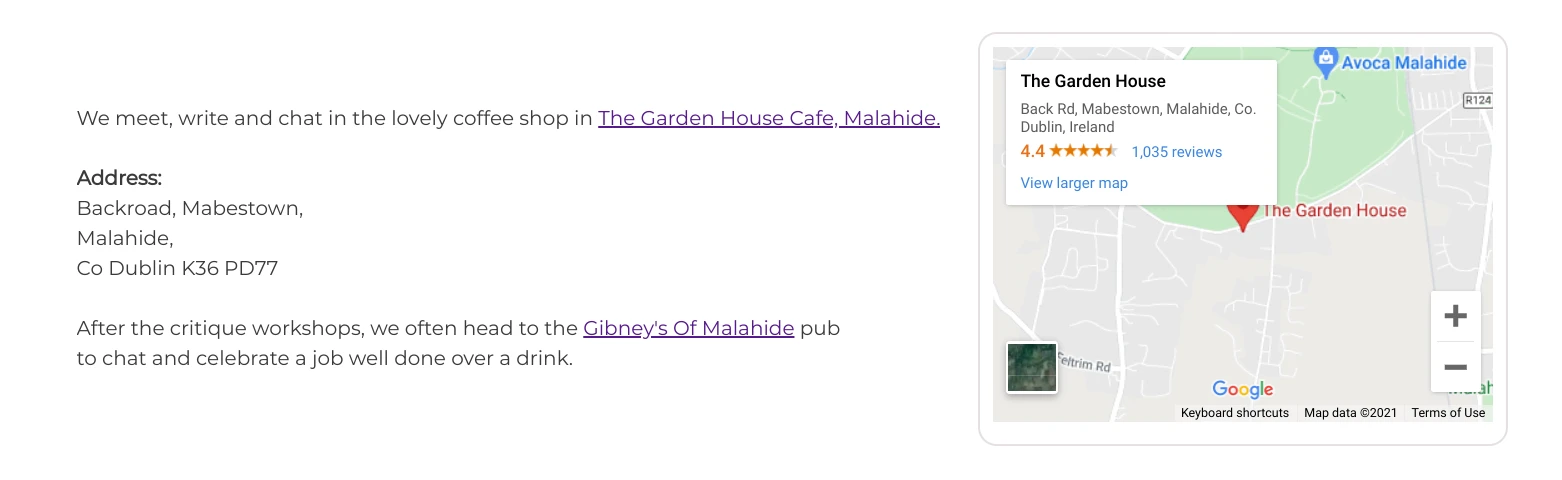 We meet, write and chat in the lovely coffee shop in The Garden House Cafe, Malahide.
Address:
Backroad, Mabestown,
Malahide,
Co Dublin K36 PD77
After the critique workshops, we often head to the Gibney's Of Malahide pub
to chat and celebrate a job well done over a drink.
The Garden House
Back Rd, Mabestown, Malahide, Co.
Dublin, Ireland
4.4 1,035 reviews
View larger map
Avoca Malahide
R124
The Garden House
Feltrim Rd
Google
Keyboard shortcuts Map data ©2021 Terms of Use